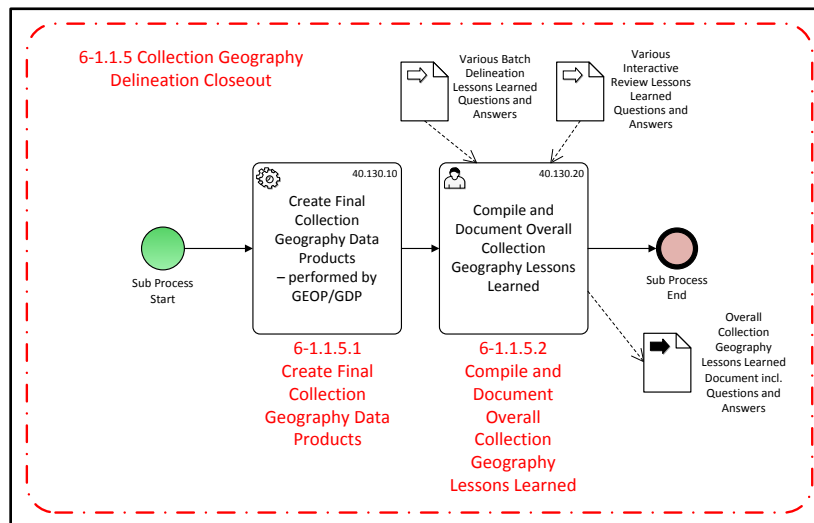 6-1.1.5 Collection Geography
Delineation Closeout
Various Batch
Delineation
Lessons Learned
Questions and
Answers
Various
Interactive
Review Lessons
Learned
Questions and
Answers
40.130.10
Create Final
Collection
Geography Data
Products
– performed by
GEOP/GDP
40.130.20
Compile and
Document Overall
Collection
Geography Lessons
Learned
Sub Process
Start
Sub Process
End
6-1.1.5.1
Create Final
Collection
Geography Data
Products
6-1.1.5.2
Compile and
Document
Overall
Collection
Geography
Lessons Learned
Overall
Collection
Geography
Lessons Learned
Document incl.
Questions and
Answers